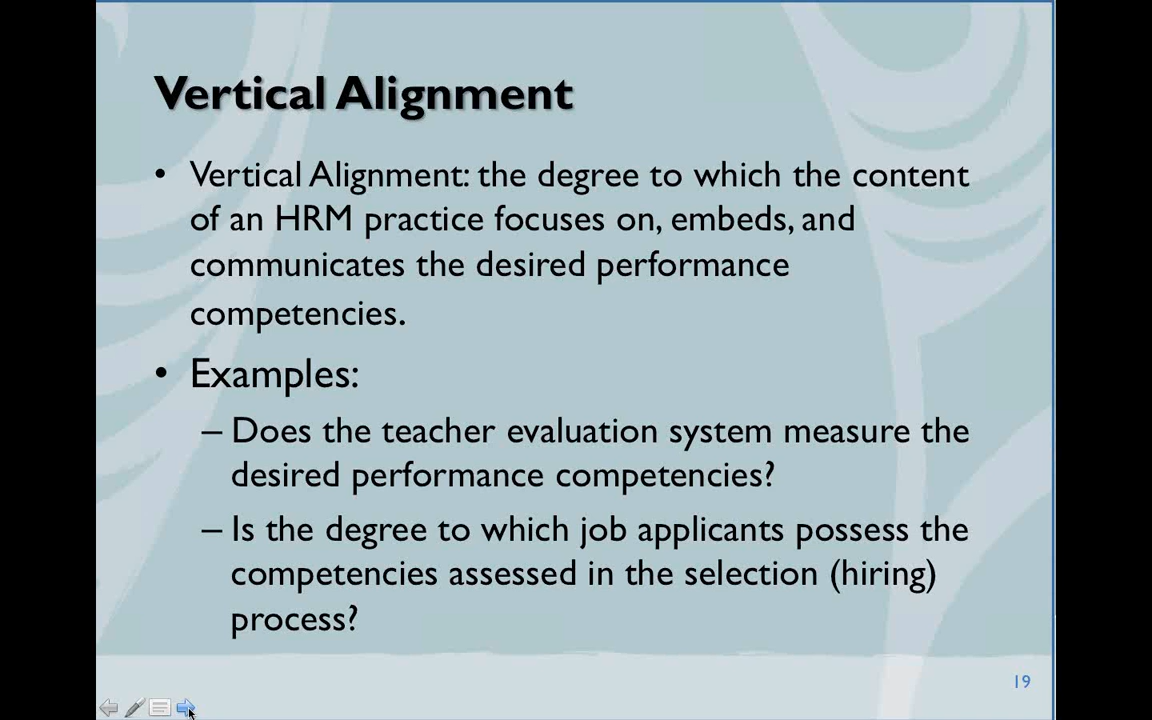 Vertical Alignment
• Vertical Alignment: the degree to which the content
of an HRM practice focuses on, embeds, and
communicates the desired performance
competencies.
• Examples:
– Does the teacher evaluation system measure the
desired performance competencies?
– Is the degree to which job applicants possess the
competencies assessed in the selection (hiring)
process?
19